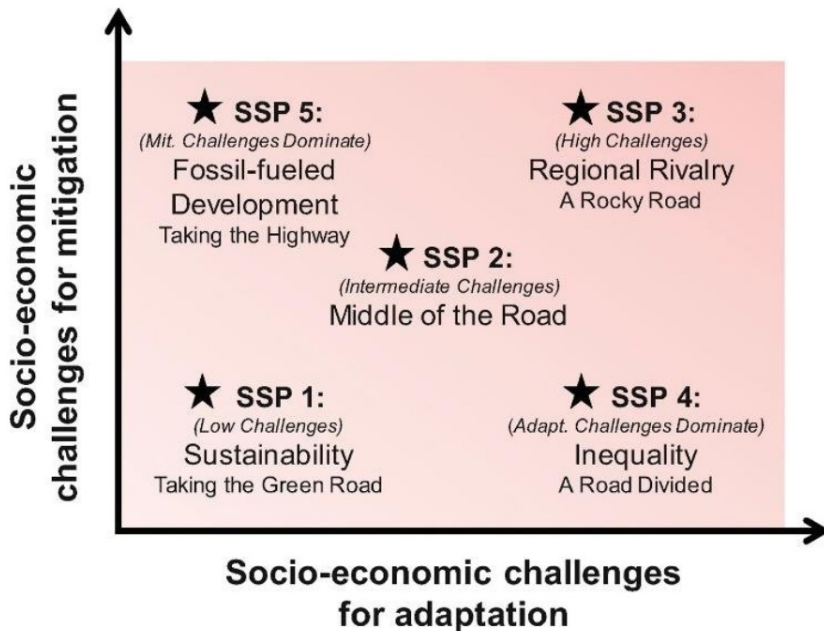 Socio-economic
challenges for mitigation
★ SSP 5:
(Mit. Challenges Dominate)
Fossil-fueled
Development
Taking the Highway
★ SSP 3:
(High Challenges)
Regional Rivalry
A Rocky Road
★ SSP 2:
(Intermediate Challenges)
Middle of the Road
★ SSP 1:
(Low Challenges)
Sustainability
Taking the Green Road
★ SSP 4:
(Adapt. Challenges Dominate)
Inequality
A Road Divided
Socio-economic challenges
for adaptation